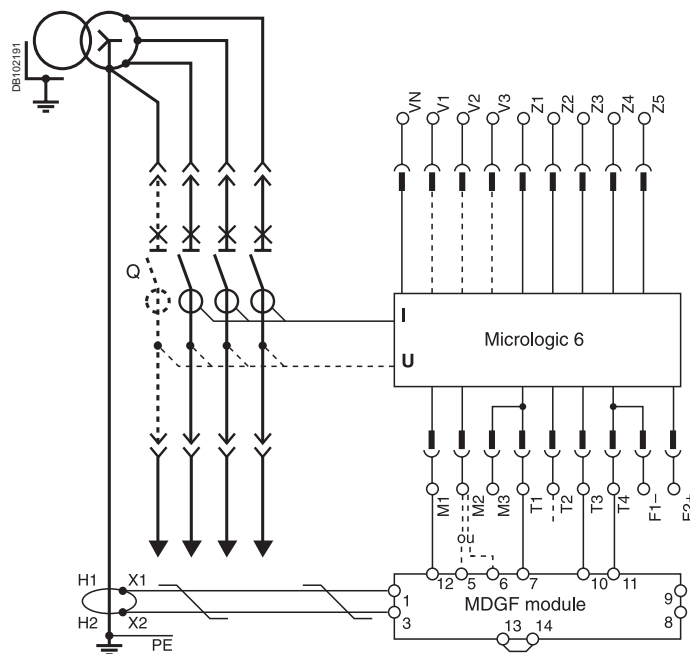 DB102191
VN V1 V2 V3 Z1 Z2 Z3 Z4 Z5
Q
I
Micrologic 6
U
M1 M2 M3 T1 T2 T3 T4 F1– F2+
ou
12 5 6 7 10 11
H1 X1
1 MDGF module 9
H2 X2
3 8
13 14
PE